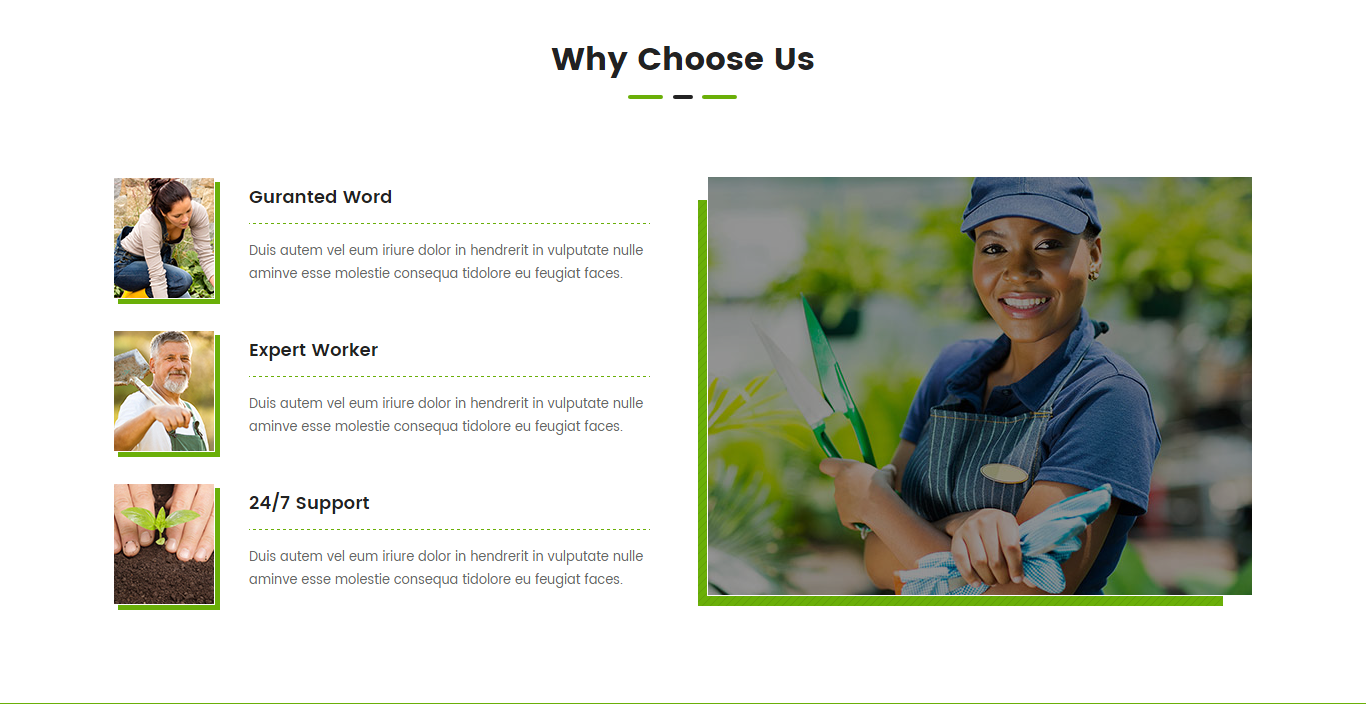 Why Choose Us
Guranted Word
Duis autem vel eum iriure dolor in hendrerit in vulputate nulle
aminve esse molestie consequa tidolore eu feugiat faces.
Expert Worker
Duis autem vel eum iriure dolor in hendrerit in vulputate nulle
aminve esse molestie consequa tidolore eu feugiat faces.
24/7 Support
Duis autem vel eum iriure dolor in hendrerit in vulputate nulle
aminve esse molestie consequa tidolore eu feugiat faces.